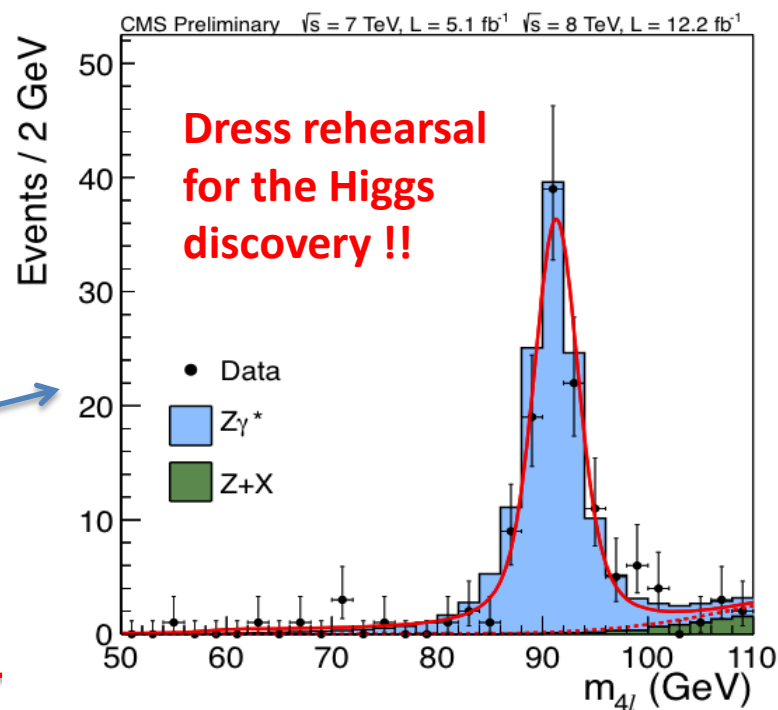 CMS Preliminary √s = 7 TeV, L = 5.1 fb⁻¹ √s = 8 TeV, L = 12.2 fb⁻¹
Events / 2 GeV
50
40
30
20
10
0
Dress rehearsal
for the Higgs
discovery !!
Data
Zγ*
Z+X
50 60 70 80 90 100 110
m₄ₗ (GeV)